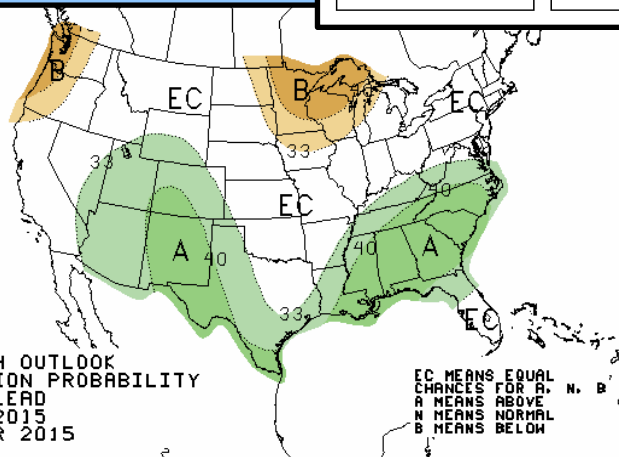 B
EC
B
EC
33
33
40
EC
A
40
40
A
33
EC
OUTLOOK
ION PROBABILITY
LEAD
2015
2015
EC MEANS EQUAL
CHANCES FOR A, N, B
A MEANS ABOVE
N MEANS NORMAL
B MEANS BELOW